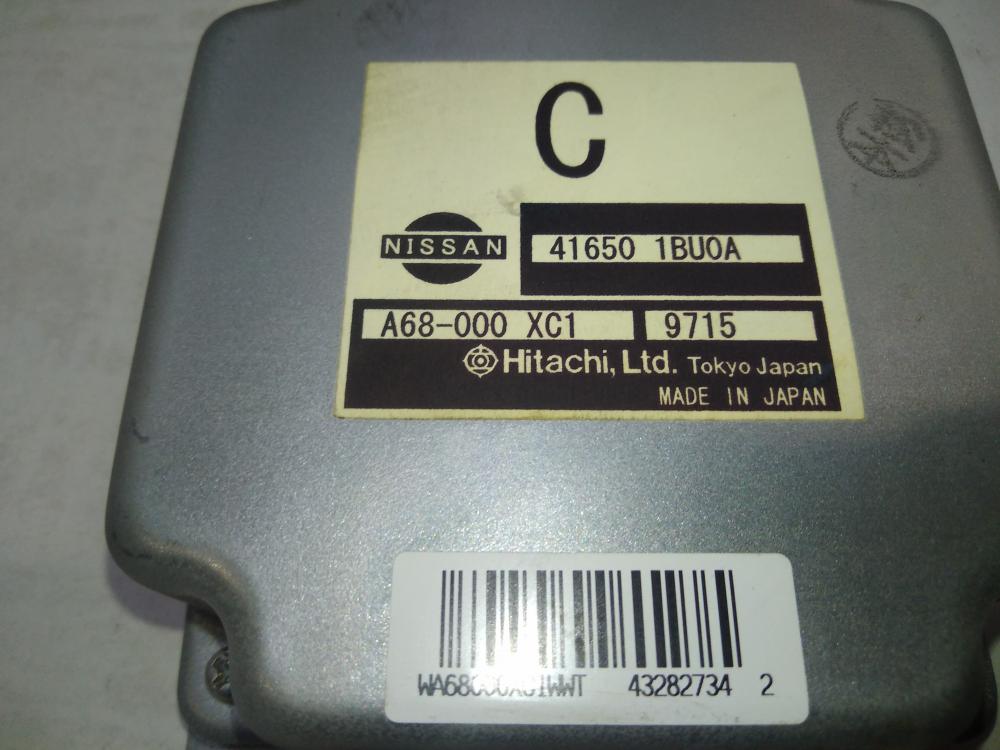 C
NISSAN
41650 1BU0A
A68-000 XC1 9715
Hitachi, Ltd. Tokyo Japan
MADE IN JAPAN
43282734 2